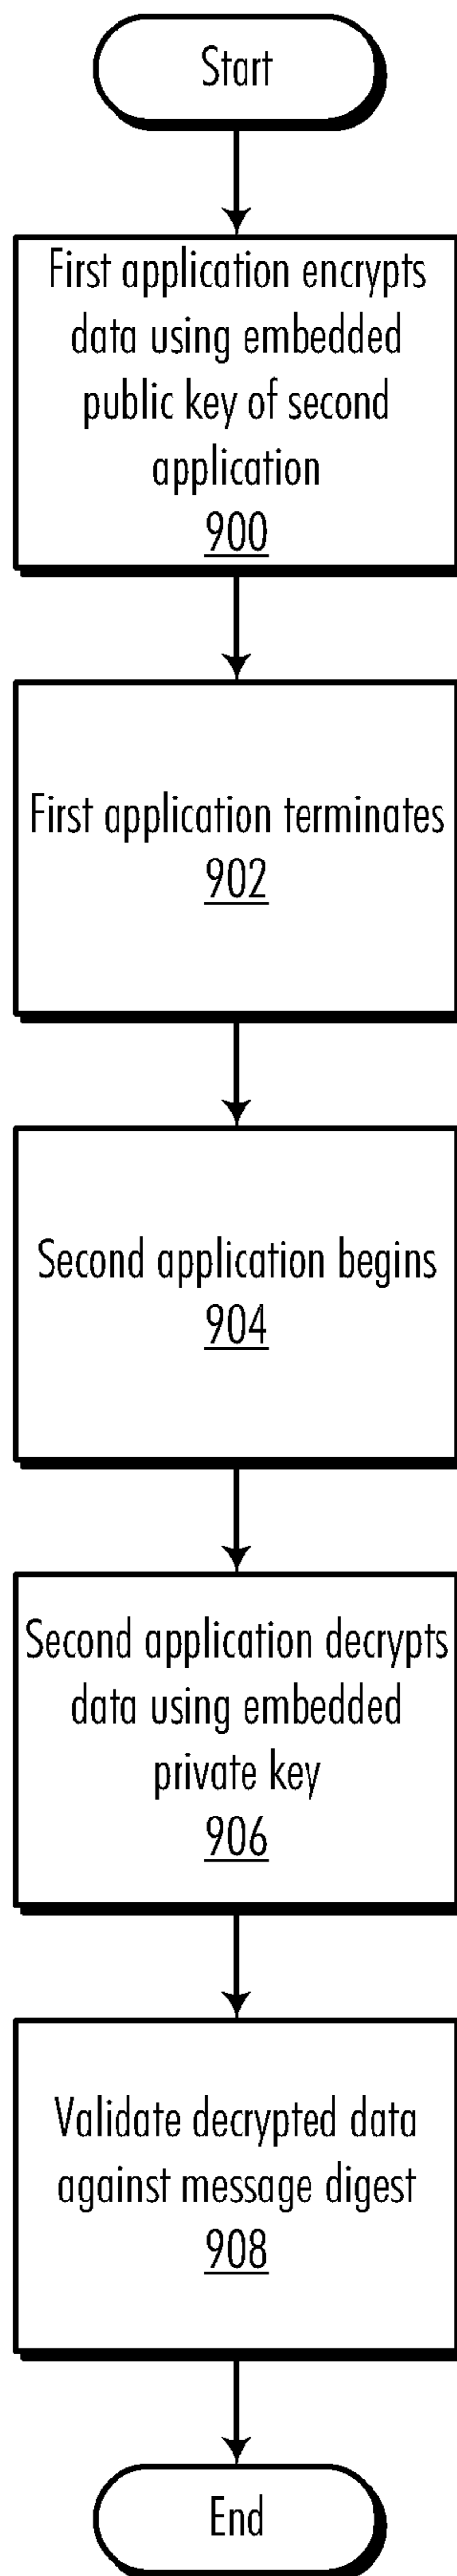 Start
First application encrypts
data using embedded
public key of second
application
900
First application terminates
902
Second application begins
904
Second application decrypts
data using embedded
private key
906
Validate decrypted data
against message digest
908
End